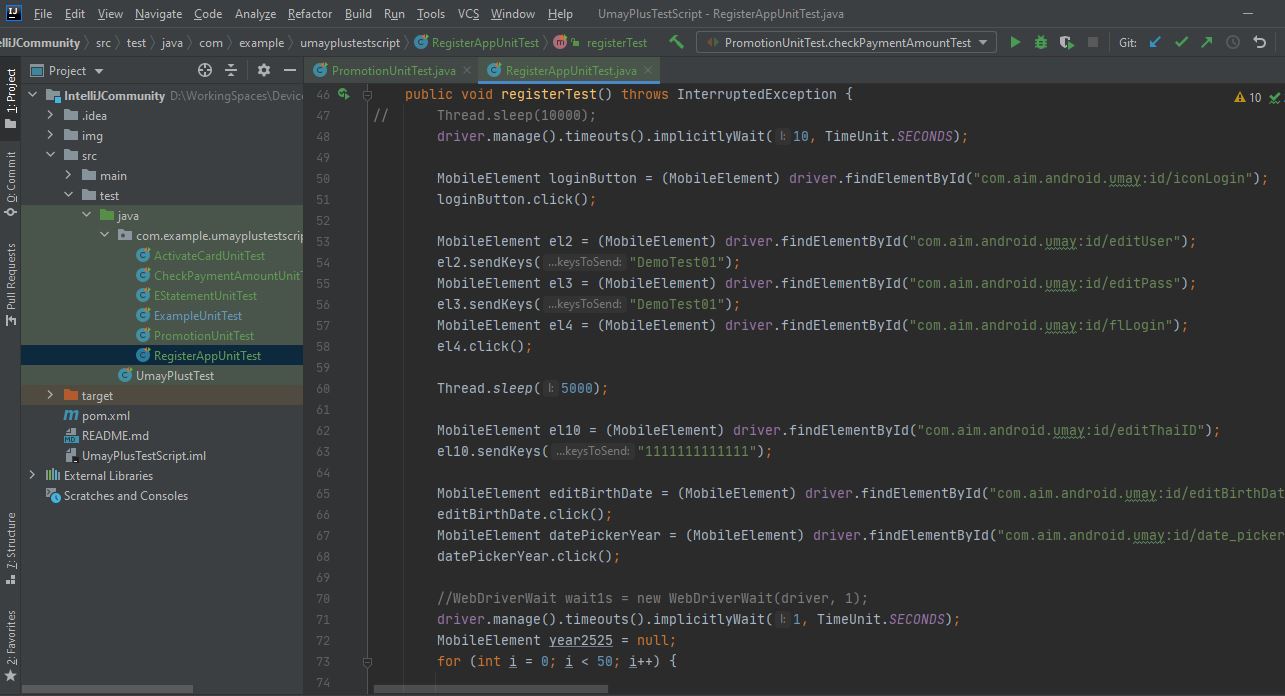 File Edit View Navigate Code Analyze Refactor Build Run Tools VCS Window Help UmayPlusTestScript - RegisterAppUnitTest.java
elliJCommunity src test java com example umayplustestscript RegisterAppUnitTest registerTest PromotionUnitTest.checkPaymentAmountTest Git:
Project
PromotionUnitTest.java RegisterAppUnitTest.java
1: Project
0: Commit
Pull Requests
7: Structure
2: Favorites
IntelliJCommunity D:\WorkingSpaces\Device
.idea
img
src
main
test
java
com.example.umayplustestscrip
ActivateCardUnitTest
CheckPaymentAmountUnitT
EStatementUnitTest
ExampleUnitTest
PromotionUnitTest
RegisterAppUnitTest
UmayPlustTest
target
pom.xml
README.md
UmayPlusTestScript.iml
External Libraries
Scratches and Consoles
10
46 public void registerTest() throws InterruptedException {
47 // Thread.sleep(10000);
48 driver.manage().timeouts().implicitlyWait( l: 10, TimeUnit.SECONDS);
49
50 MobileElement loginButton = (MobileElement) driver.findElementById("com.aim.android.umay:id/iconLogin");
51 loginButton.click();
52
53 MobileElement el2 = (MobileElement) driver.findElementById("com.aim.android.umay:id/editUser");
54 el2.sendKeys( ...keysToSend: "DemoTest01");
55 MobileElement el3 = (MobileElement) driver.findElementById("com.aim.android.umay:id/editPass");
56 el3.sendKeys( ...keysToSend: "DemoTest01");
57 MobileElement el4 = (MobileElement) driver.findElementById("com.aim.android.umay:id/flLogin");
58 el4.click();
59
60 Thread.sleep( l: 5000);
61
62 MobileElement el10 = (MobileElement) driver.findElementById("com.aim.android.umay:id/editThaiID");
63 el10.sendKeys( ...keysToSend: "1111111111111");
64
65 MobileElement editBirthDate = (MobileElement) driver.findElementById("com.aim.android.umay:id/editBirthDat
66 editBirthDate.click();
67 MobileElement datePickerYear = (MobileElement) driver.findElementById("com.aim.android.umay:id/date_picker
68 datePickerYear.click();
69
70 //WebDriverWait wait1s = new WebDriverWait(driver, 1);
71 driver.manage().timeouts().implicitlyWait( l: 1, TimeUnit.SECONDS);
72 MobileElement year2525 = null;
73 for (int i = 0; i < 50; i++) {
74